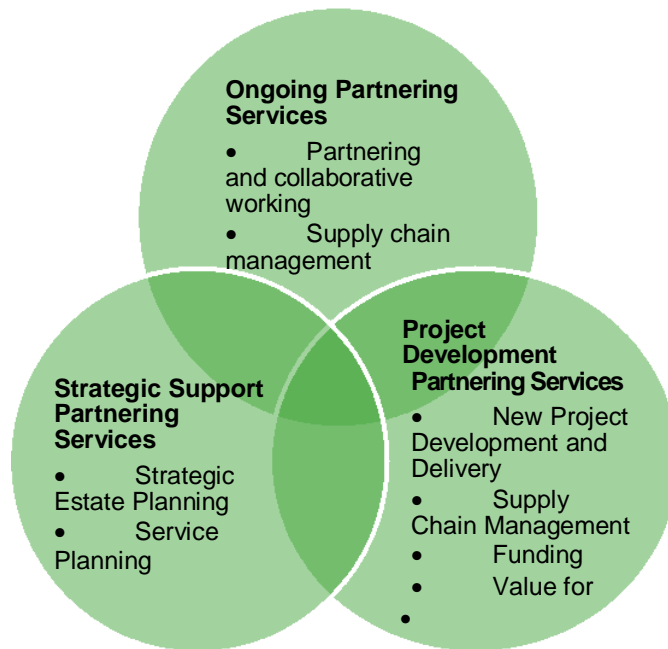 Ongoing Partnering
Services
• Partnering
and collaborative
working
• Supply chain
management
Strategic Support
Partnering
Services
• Strategic
Estate Planning
• Service
Planning
Project
Development
Partnering Services
• New Project
Development and
Delivery
• Supply
Chain Management
• Funding
• Value for
•